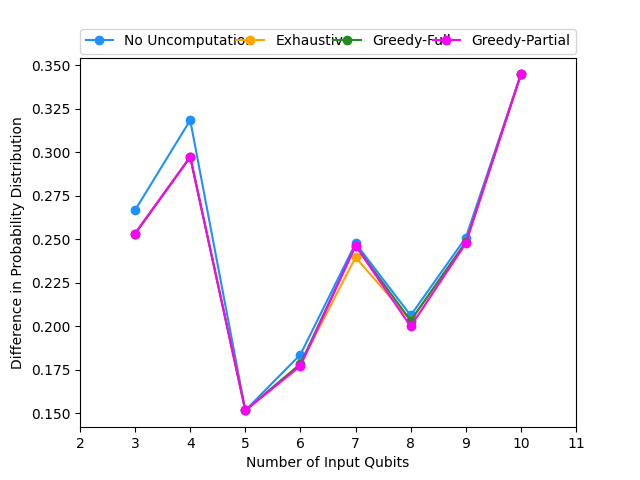 No Uncomputation Exhaustive Greedy-Full Greedy-Partial
0.350
0.325
0.300
0.275
0.250
0.225
0.200
0.175
0.150
Difference in Probability Distribution
2 3 4 5 6 7 8 9 10 11
Number of Input Qubits